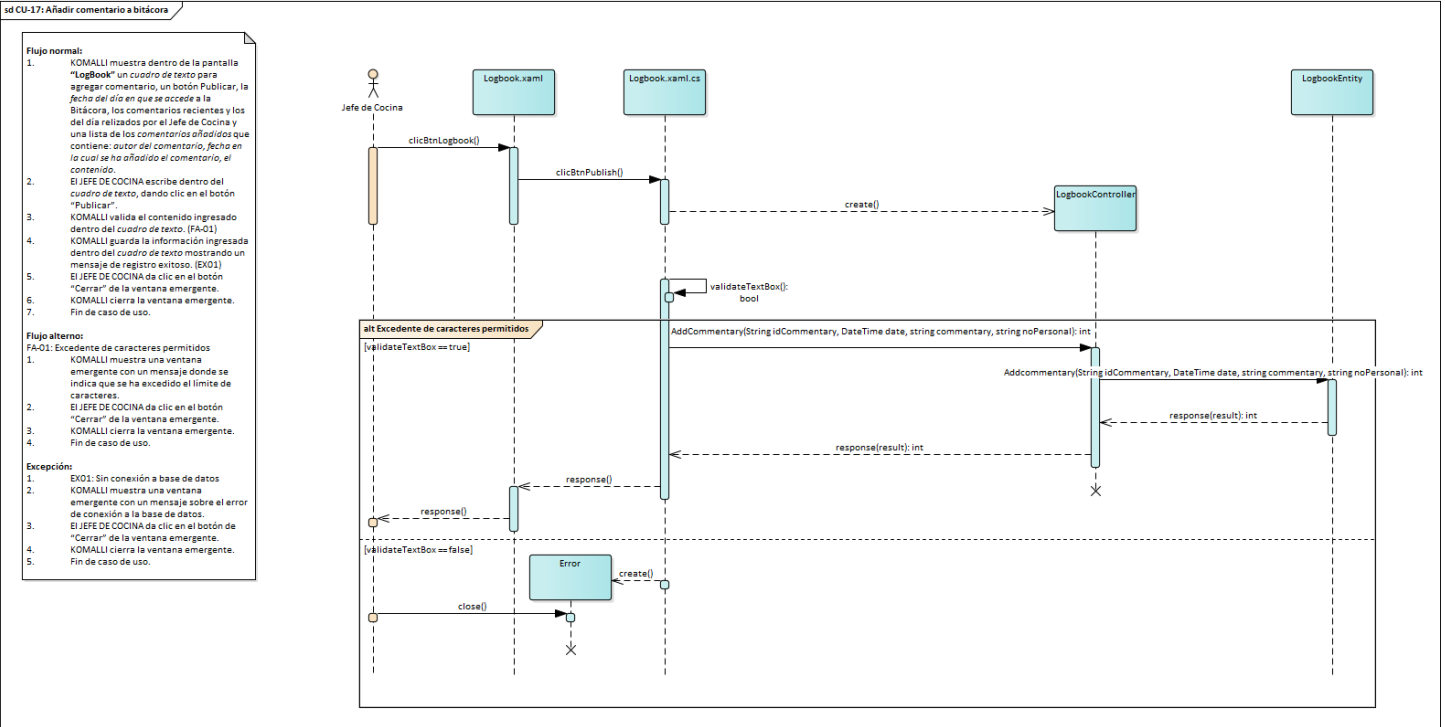 sd CU-17: Añadir comentario a bitácora
Flujo normal:
1. KOMALLI muestra dentro de la pantalla
“LogBook” un cuadro de texto para
agregar comentario, un botón Publicar, la
fecha del día en que se accede a la
Bitácora, los comentarios recientes y los
del día relizados por el Jefe de Cocina y
una lista de los comentarios añadidos que
contiene: autor del comentario, fecha en
la cual se ha añadido el comentario, el
contenido.
2. El JEFE DE COCINA escribe dentro del
cuadro de texto, dando clic en el botón
“Publicar”.
3. KOMALLI valida el contenido ingresado
dentro del cuadro de texto. (FA-01)
4. KOMALLI guarda la información ingresada
dentro del cuadro de texto mostrando un
mensaje de registro exitoso. (EX01)
5. El JEFE DE COCINA da clic en el botón
“Cerrar” de la ventana emergente.
6. KOMALLI cierra la ventana emergente.
7. Fin de caso de uso.
Flujo alterno:
FA-01: Excedente de caracteres permitidos
1. KOMALLI muestra una ventana
emergente con un mensaje donde se
indica que se ha excedido el límite de
caracteres.
2. El JEFE DE COCINA da clic en el botón
“Cerrar” de la ventana emergente.
3. KOMALLI cierra la ventana emergente.
4. Fin de caso de uso.
Excepción:
1. EX01: Sin conexión a base de datos
2. KOMALLI muestra una ventana
emergente con un mensaje sobre el error
de conexión a la base de datos.
3. El JEFE DE COCINA da clic en el botón de
“Cerrar” de la ventana emergente.
4. KOMALLI cierra la ventana emergente.
5. Fin de caso de uso.
Jefe de Cocina
Logbook.xaml
Logbook.xaml.cs
LogbookEntity
clicBtnLogbook()
clicBtnPublish()
LogbookController
create()
validateTextBox():
bool
alt Excedente de caracteres permitidos
AddCommentary(String idCommentary, DateTime date, string commentary, string noPersonal): int
[validateTextBox == true]
Addcommentary(String idCommentary, DateTime date, string commentary, string noPersonal): int
response(result): int
response(result): int
response()
response()
[validateTextBox == false]
Error
create()
close()